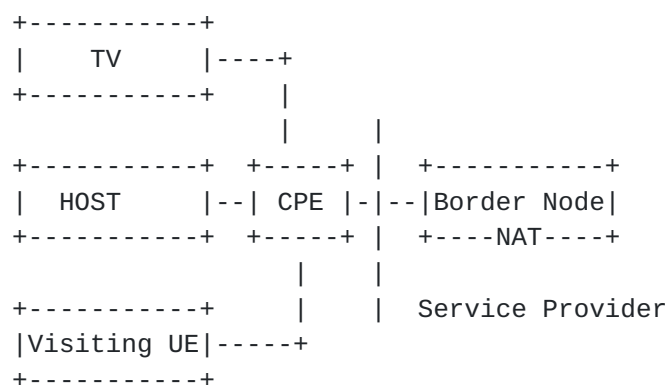 TV
HOST CPE Border Node
NAT
Service Provider
Visiting UE